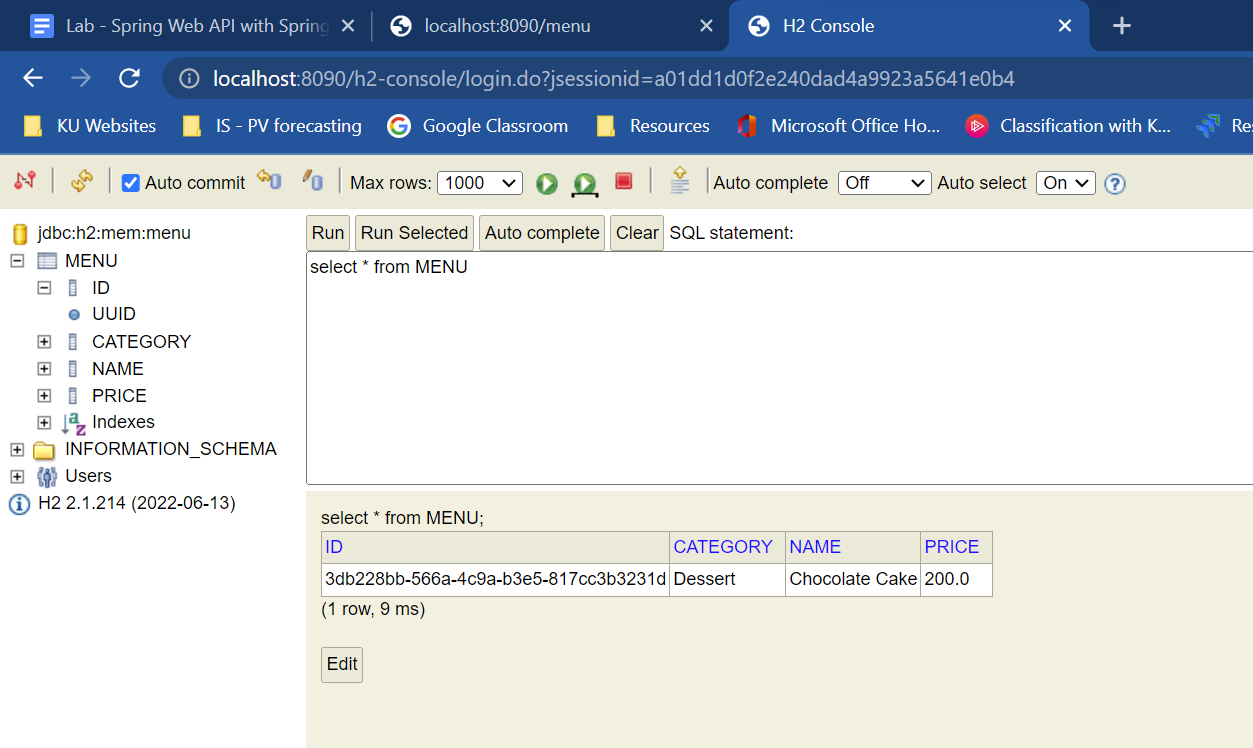 Lab - Spring Web API with Spring
localhost:8090/menu
H2 Console
localhost:8090/h2-console/login.do?jsessionid=a01dd1d0f2e240dad4a9923a5641e0b4
KU Websites IS - PV forecasting Google Classroom Resources Microsoft Office Ho... Classification with K... Res
Auto commit Max rows: 1000 Auto complete Off Auto select On ?
jdbc:h2:mem:menu
MENU
ID
UUID
CATEGORY
NAME
PRICE
Indexes
INFORMATION_SCHEMA
Users
H2 2.1.214 (2022-06-13)
Run Run Selected Auto complete Clear SQL statement:
select * from MENU
select * from MENU;
ID CATEGORY NAME PRICE
3db228bb-566a-4c9a-b3e5-817cc3b3231d Dessert Chocolate Cake 200.0
(1 row, 9 ms)
Edit